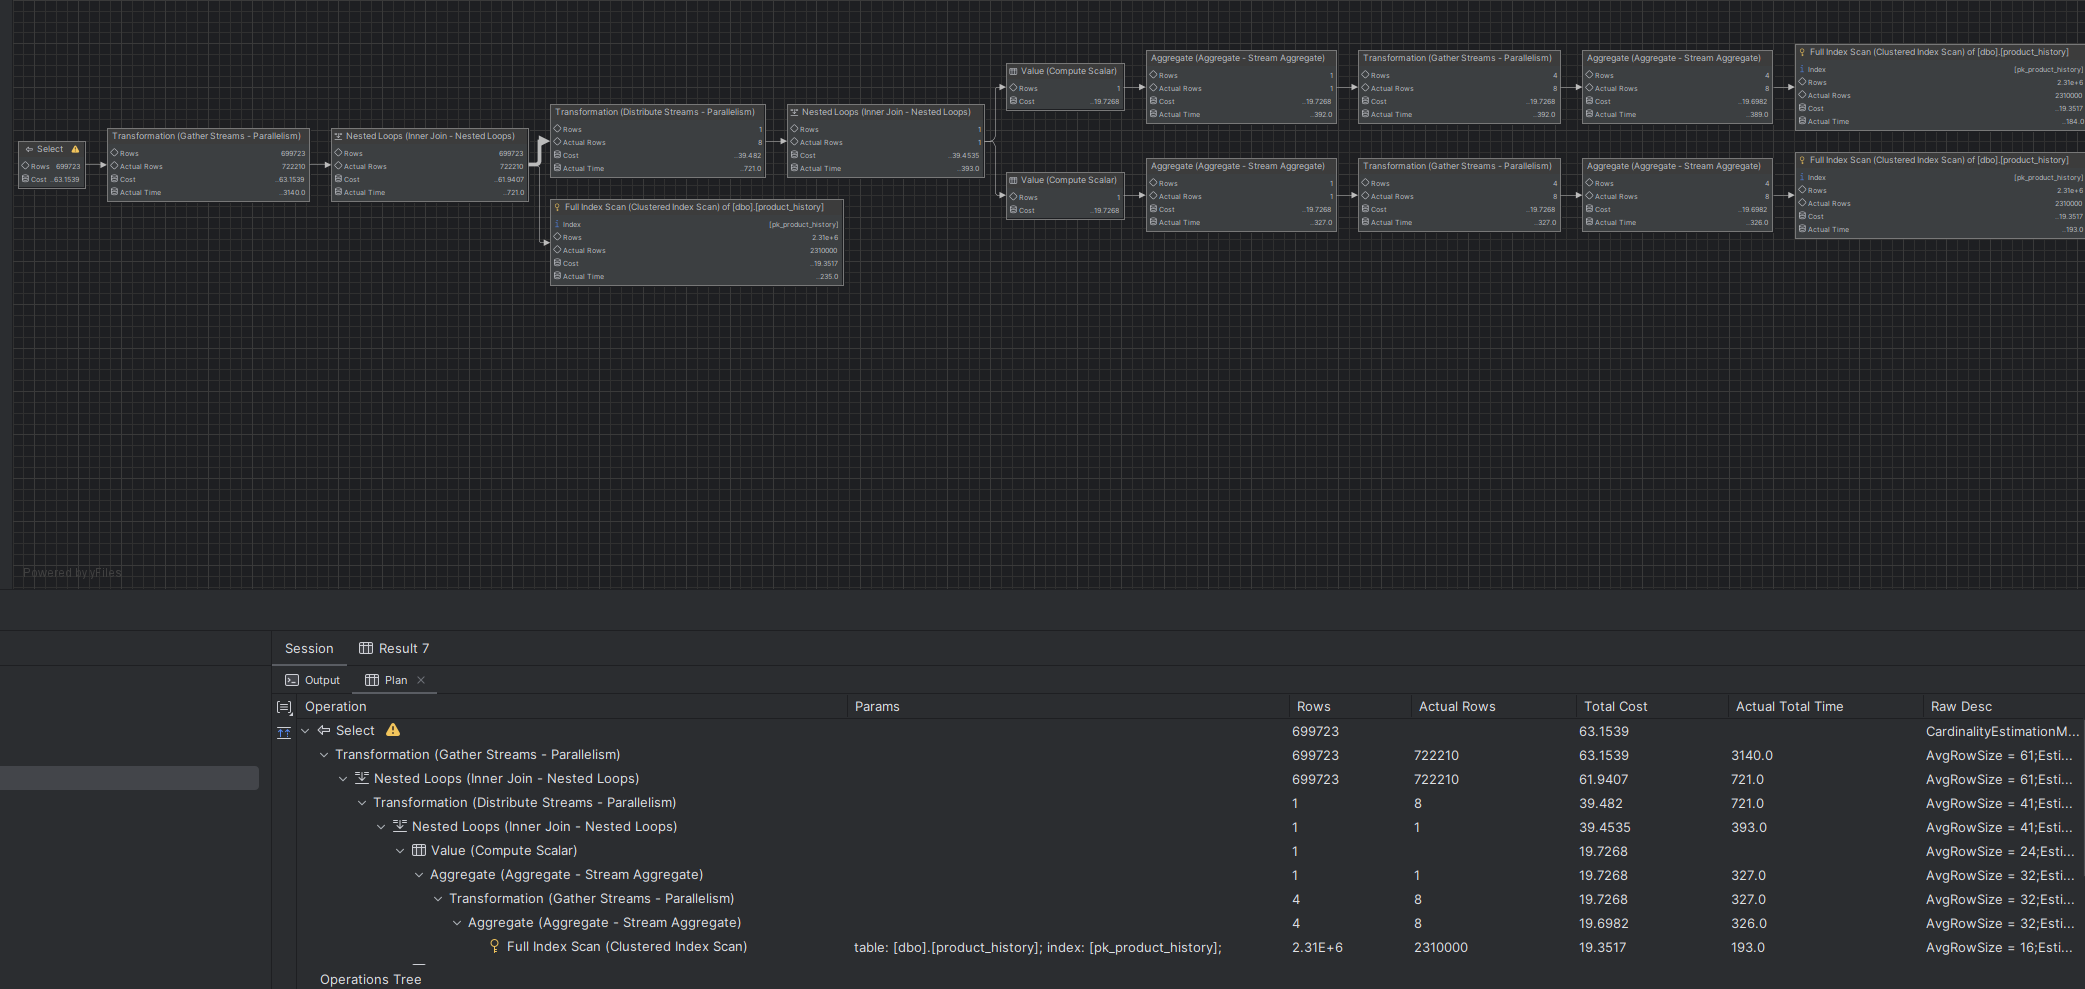 Select
Rows 699723
Cost ..63.1539
Transformation (Gather Streams - Parallelism)
Rows 699723
Actual Rows 722210
Cost ..63.1539
Actual Time ..3140.0
Nested Loops (Inner Join - Nested Loops)
Rows 699723
Actual Rows 722210
Cost ..61.9407
Actual Time ..721.0
Transformation (Distribute Streams - Parallelism)
Rows 1
Actual Rows 8
Cost ..39.482
Actual Time ..721.0
Full Index Scan (Clustered Index Scan) of [dbo].[product_history]
Index [pk_product_history]
Rows 2.31e+6
Actual Rows 2310000
Cost ..19.3517
Actual Time ..235.0
Nested Loops (Inner Join - Nested Loops)
Rows 1
Actual Rows 1
Cost ..39.4535
Actual Time ..393.0
Value (Compute Scalar)
Rows 1
Cost ..19.7268
Aggregate (Aggregate - Stream Aggregate)
Rows 1
Actual Rows 1
Cost ..19.7268
Actual Time ..392.0
Transformation (Gather Streams - Parallelism)
Rows 4
Actual Rows 8
Cost ..19.7268
Actual Time ..392.0
Aggregate (Aggregate - Stream Aggregate)
Rows 4
Actual Rows 8
Cost ..19.6982
Actual Time ..389.0
Full Index Scan (Clustered Index Scan) of [dbo].[product_history]
Index [pk_product_history]
Rows 2.31e+6
Actual Rows 2310000
Cost ..19.3517
Actual Time ..184.0
Value (Compute Scalar)
Rows 1
Cost ..19.7268
Aggregate (Aggregate - Stream Aggregate)
Rows 1
Actual Rows 1
Cost ..19.7268
Actual Time ..327.0
Transformation (Gather Streams - Parallelism)
Rows 4
Actual Rows 8
Cost ..19.7268
Actual Time ..327.0
Aggregate (Aggregate - Stream Aggregate)
Rows 4
Actual Rows 8
Cost ..19.6982
Actual Time ..326.0
Full Index Scan (Clustered Index Scan) of [dbo].[product_history]
Index [pk_product_history]
Rows 2.31e+6
Actual Rows 2310000
Cost ..19.3517
Actual Time ..193.0
Powered by yFiles
Session Result 7
Output Plan
Operation Params Rows Actual Rows Total Cost Actual Total Time Raw Desc
Select 699723 63.1539 CardinalityEstimationM...
Transformation (Gather Streams - Parallelism) 699723 722210 63.1539 3140.0 AvgRowSize = 61;Esti...
Nested Loops (Inner Join - Nested Loops) 699723 722210 61.9407 721.0 AvgRowSize = 61;Esti...
Transformation (Distribute Streams - Parallelism) 1 8 39.482 721.0 AvgRowSize = 41;Esti...
Nested Loops (Inner Join - Nested Loops) 1 1 39.4535 393.0 AvgRowSize = 41;Esti...
Value (Compute Scalar) 1 19.7268 AvgRowSize = 24;Esti...
Aggregate (Aggregate - Stream Aggregate) 1 1 19.7268 327.0 AvgRowSize = 32;Esti...
Transformation (Gather Streams - Parallelism) 4 8 19.7268 327.0 AvgRowSize = 32;Esti...
Aggregate (Aggregate - Stream Aggregate) 4 8 19.6982 326.0 AvgRowSize = 32;Esti...
Full Index Scan (Clustered Index Scan) table: [dbo].[product_history]; index: [pk_product_history]; 2.31E+6 2310000 19.3517 193.0 AvgRowSize = 16;Esti...
Operations Tree